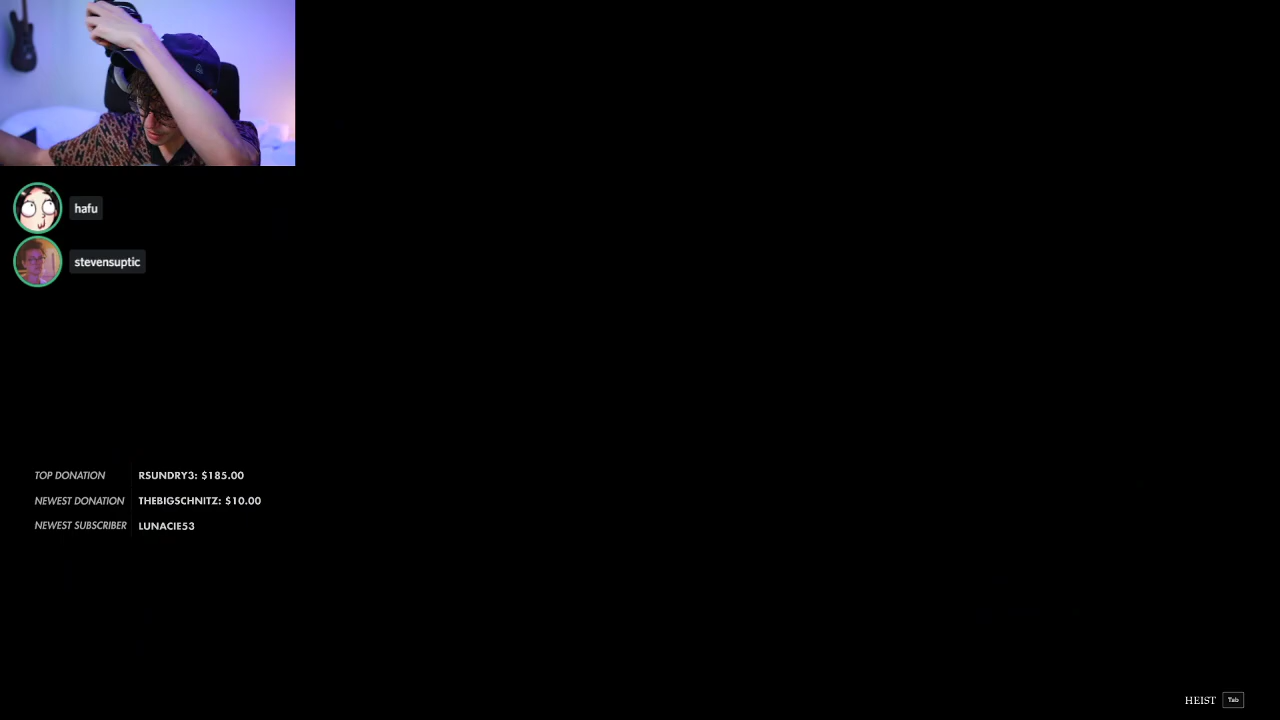 hafu
stevensuptic
TOP DONATION RSUNDRY3: $185.00
NEWEST DONATION THEBIGSCHNITZ: $10.00
NEWEST SUBSCRIBER LUNACIE53
HEIST Tab